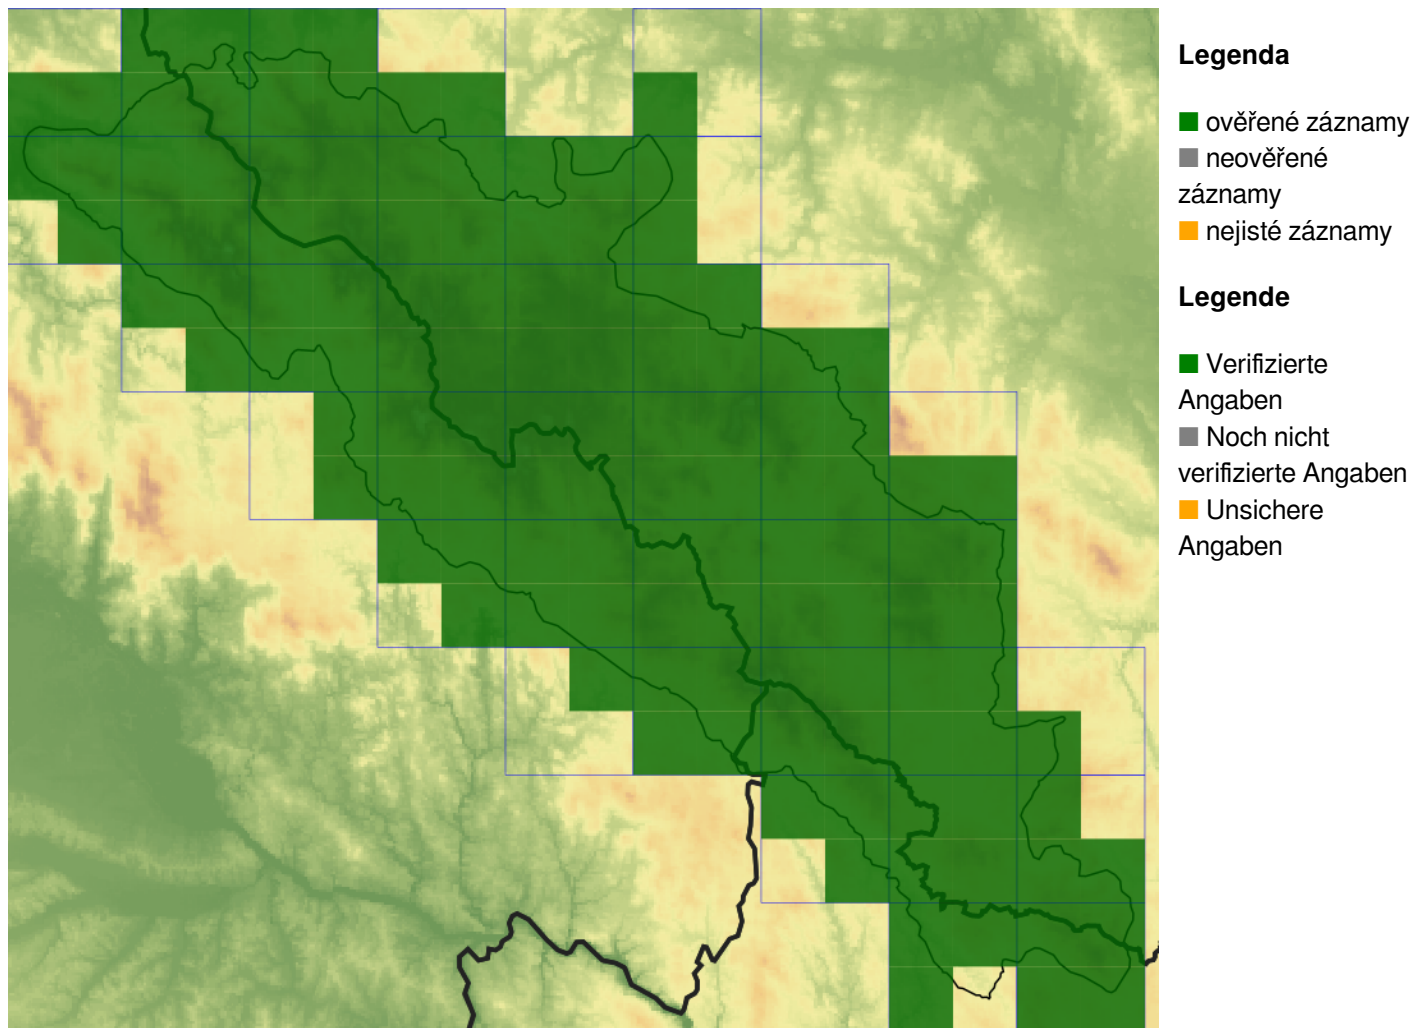 Legenda
ověřené záznamy
neověřené
záznamy
nejisté záznamy
Legende
Verifizierte
Angaben
Noch nicht
verifizierte Angaben
Unsichere
Angaben